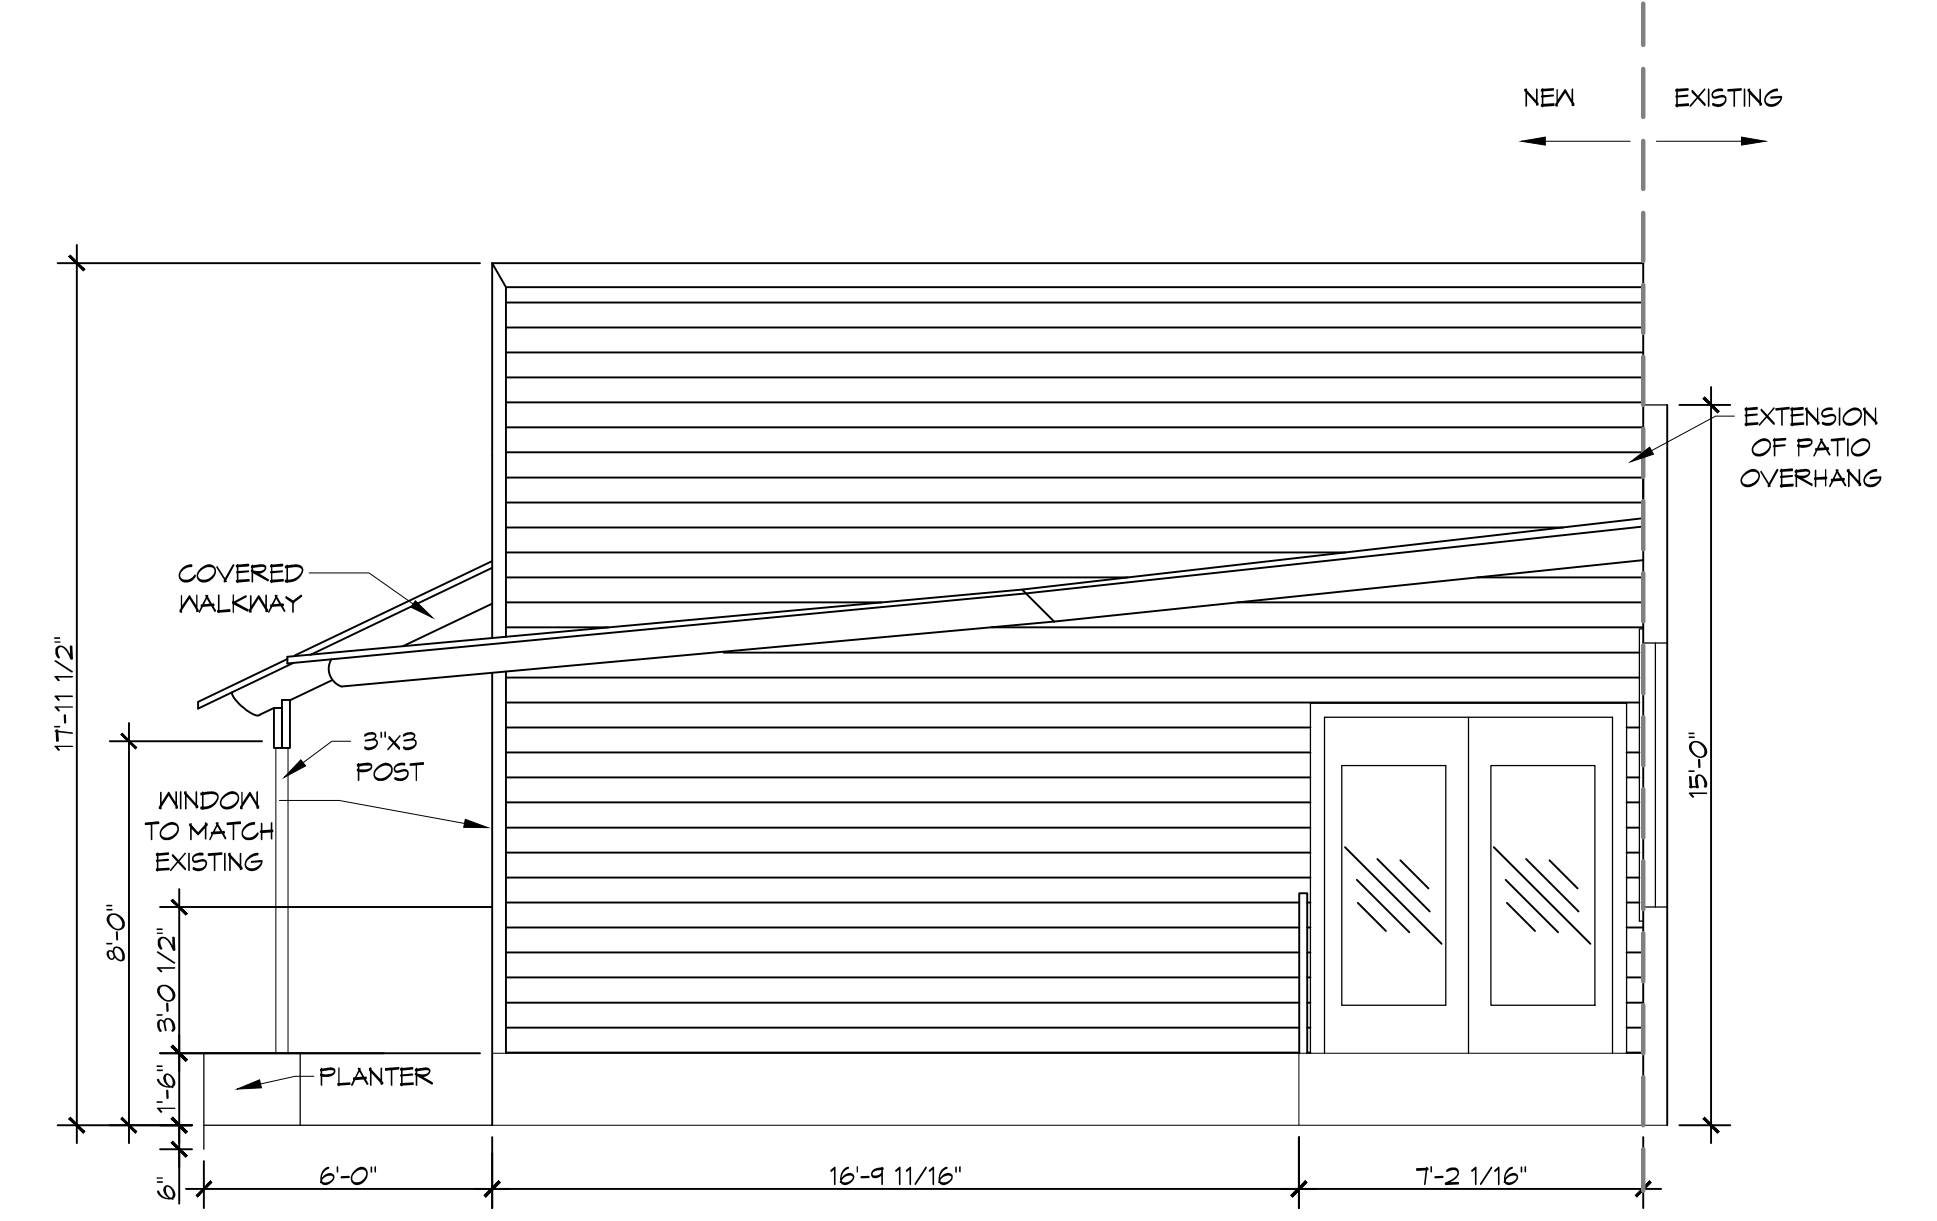 NEW
EXISTING
EXTENSION
OF PATIO
OVERHANG
COVERED
WALKWAY
17'-11 1/2"
3"X3
POST
15'-0"
WINDOW
TO MATCH
EXISTING
8'-0"
3'-0 1/2"
PLANTER
1'-6"
6"
6'-0"
16'-9 11/16"
7'-2 1/16"